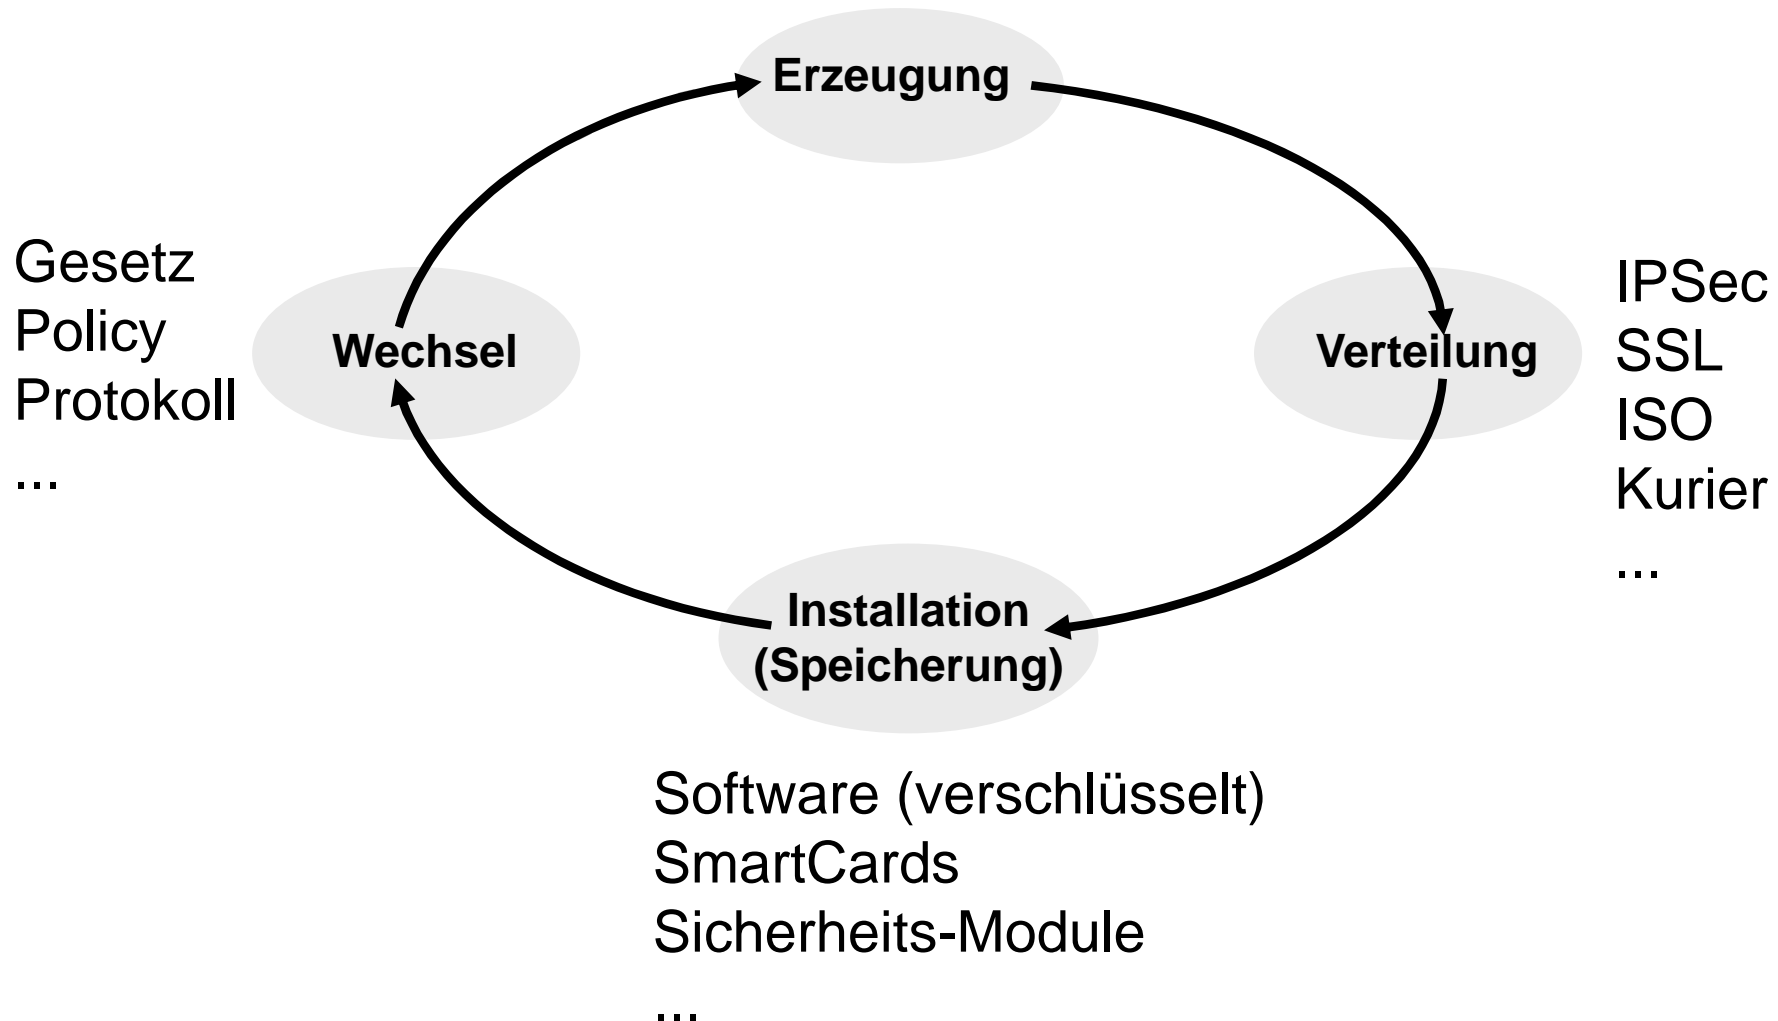 Erzeugung
Gesetz
Policy
Protokoll
...
Wechsel
Verteilung
IPSec
SSL
ISO
Kurier
...
Installation
(Speicherung)
Software (verschlüsselt)
SmartCards
Sicherheits-Module
...